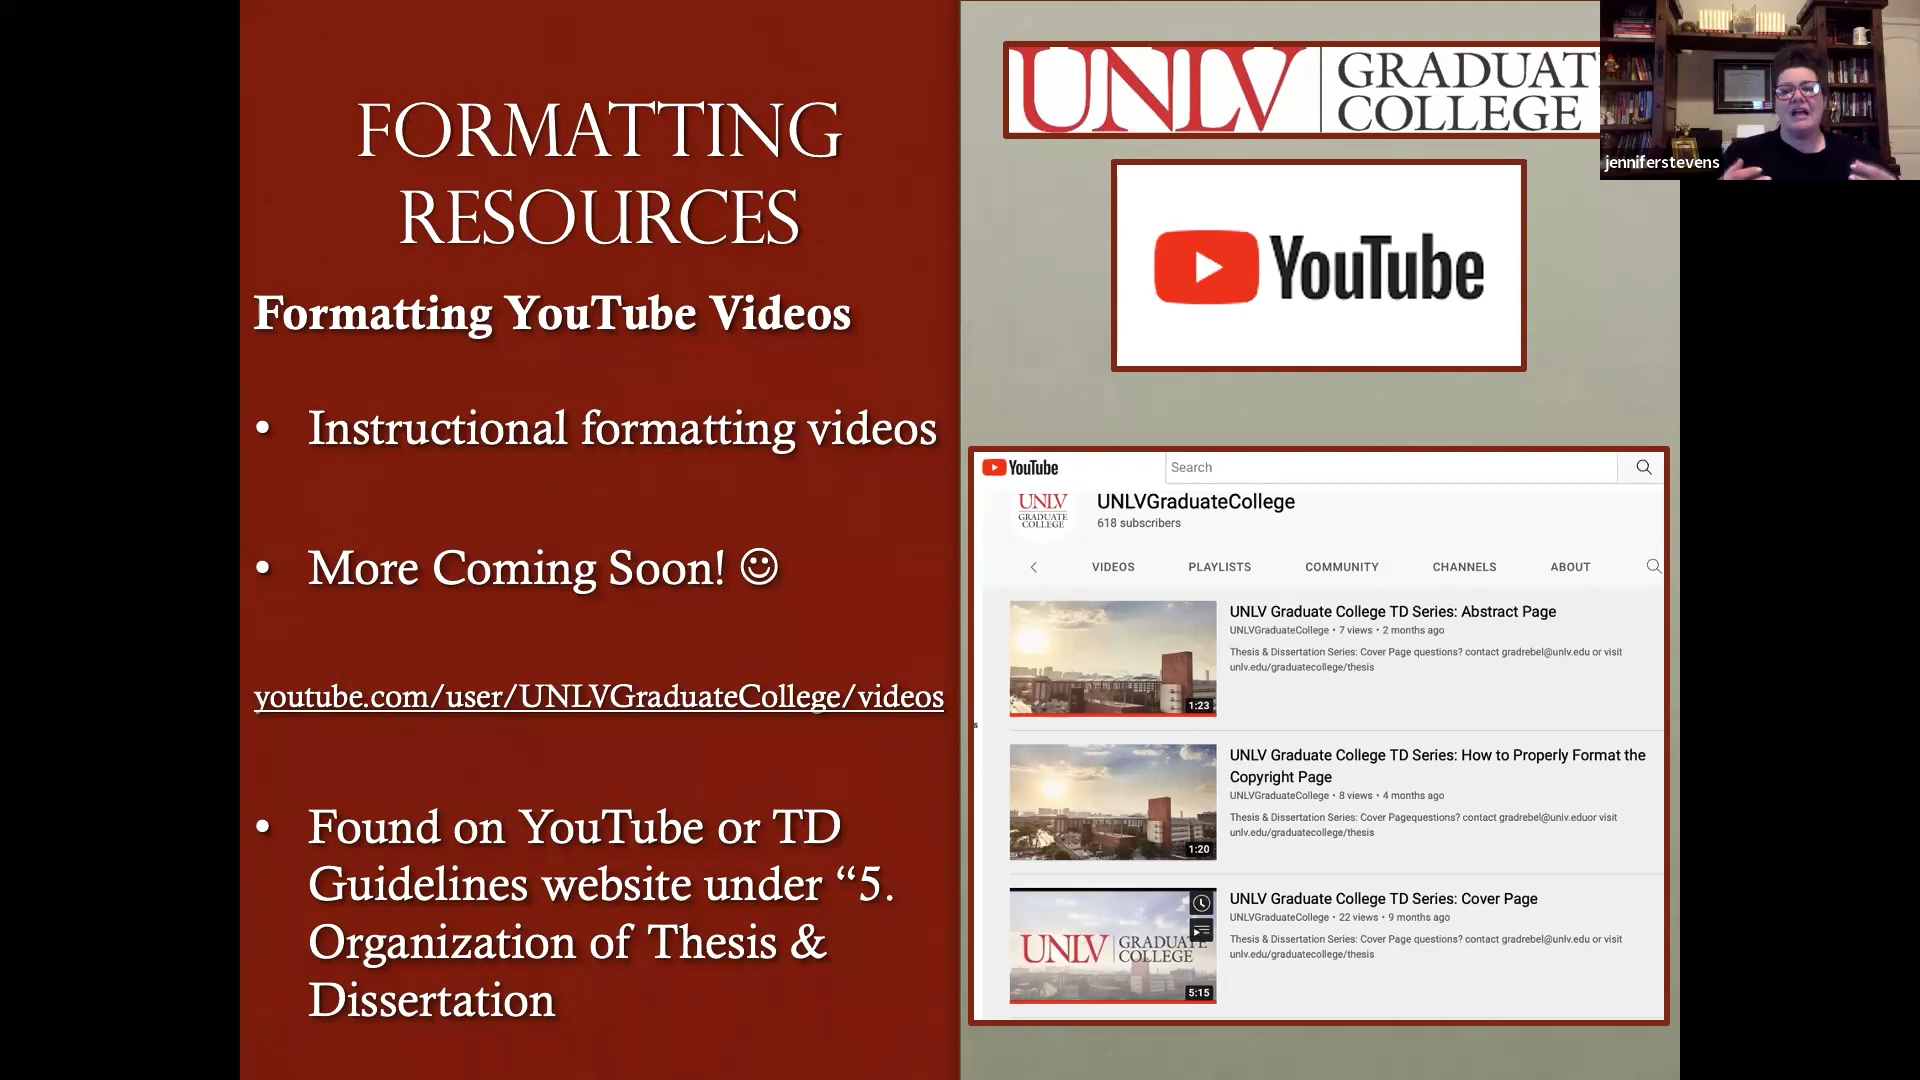 FORMATTING
RESOURCES
Formatting YouTube Videos
• Instructional formatting videos
• More Coming Soon! ☺
youtube.com/user/UNLVGraduateCollege/videos
• Found on YouTube or TD
Guidelines website under “5.
Organization of Thesis &
Dissertation
UNLV GRADUAT
COLLEGE
jenniferstevens
YouTube
YouTube
Search
UNLV
GRADUATE
COLLEGE
UNLVGraduateCollege
618 subscribers
VIDEOS PLAYLISTS COMMUNITY CHANNELS ABOUT
1:23
UNLV Graduate College TD Series: Abstract Page
UNLVGraduateCollege • 7 views • 2 months ago
Thesis & Dissertation Series: Cover Page questions? contact gradrebel@unlv.edu or visit
unlv.edu/graduatecollege/thesis
1:20
UNLV Graduate College TD Series: How to Properly Format the
Copyright Page
UNLVGraduateCollege • 8 views • 4 months ago
Thesis & Dissertation Series: Cover Pagequestions? contact gradrebel@unlv.eduor visit
unlv.edu/graduatecollege/thesis
UNLV GRADUATE
COLLEGE
5:15
UNLV Graduate College TD Series: Cover Page
UNLVGraduateCollege • 22 views • 9 months ago
Thesis & Dissertation Series: Cover Page questions? contact gradrebel@unlv.edu or visit
unlv.edu/graduatecollege/thesis